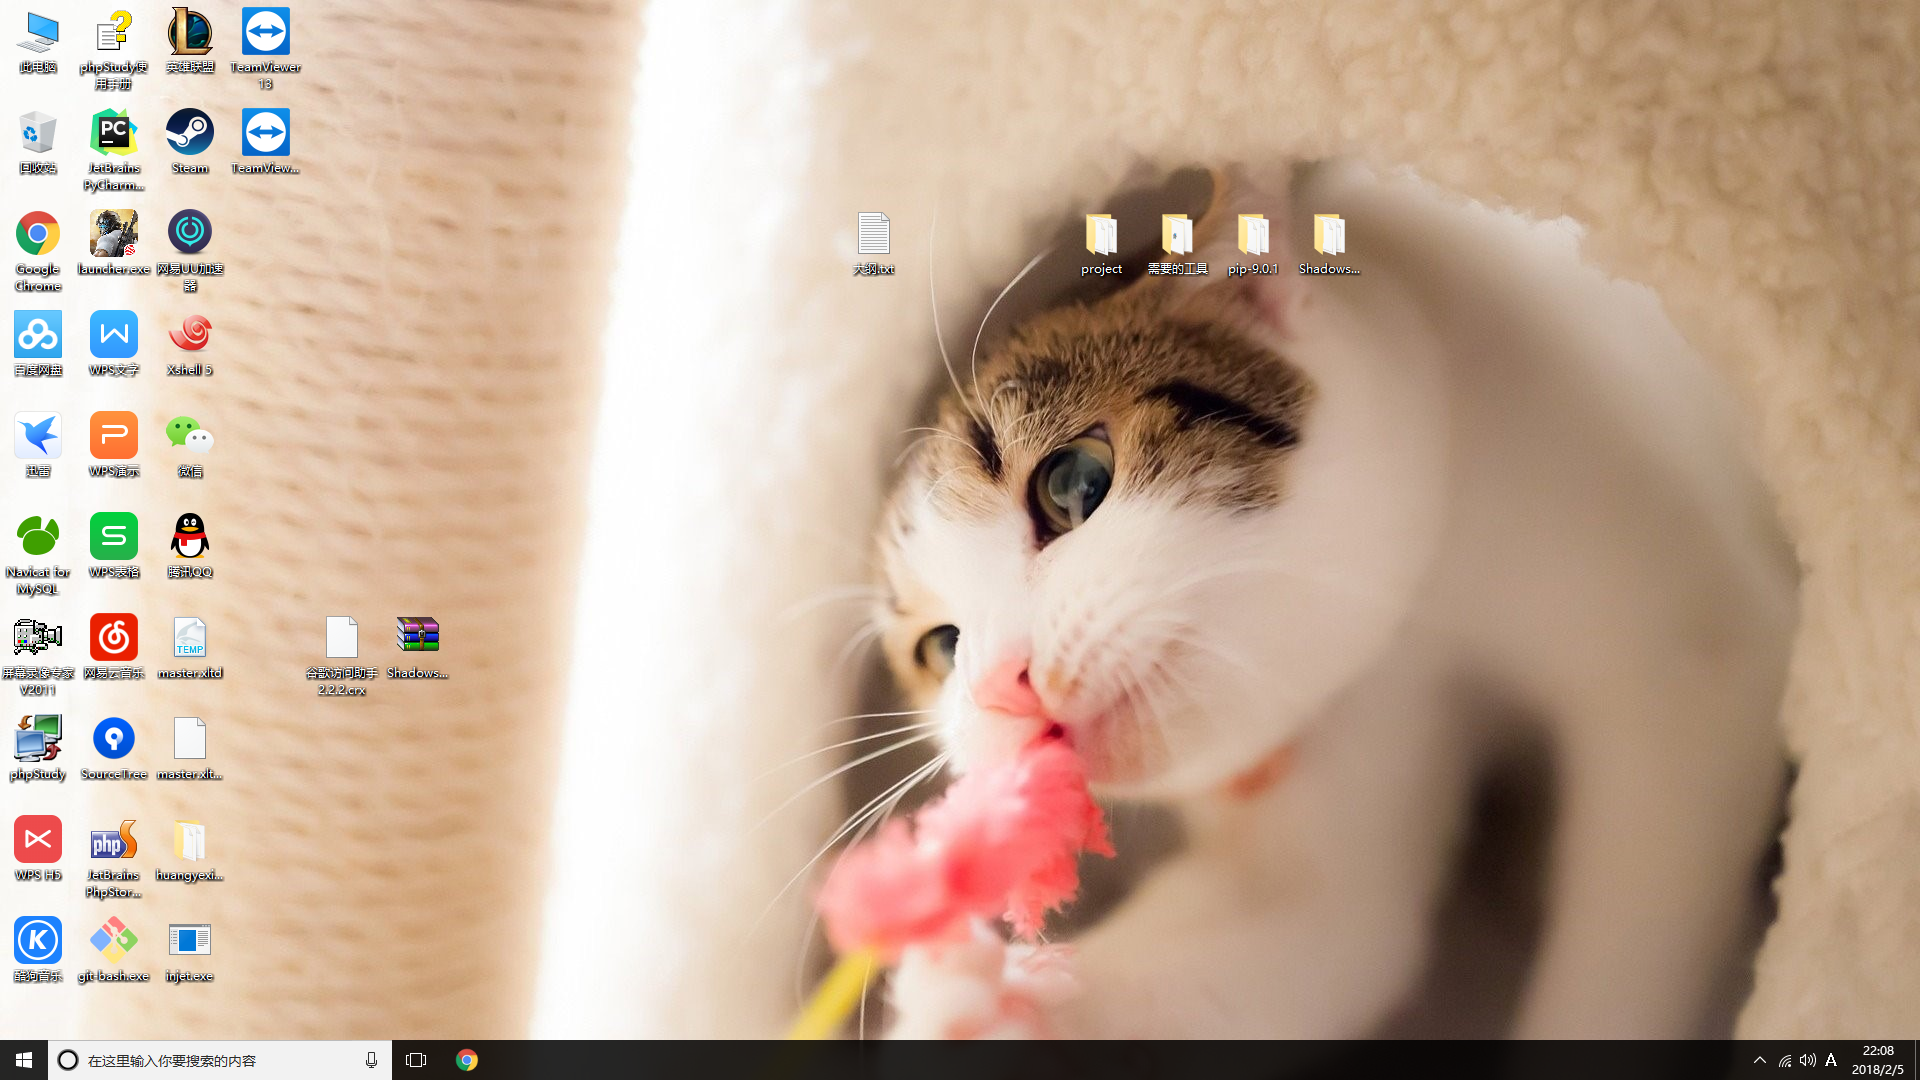 此电脑
phpStudy使
用手册
英雄联盟
TeamViewer
13
回收站
PC
JetBrains
PyCharm...
Steam
TeamView...
Google
Chrome
launcher.exe
网易UU加速
器
大纲.txt
project
需要的工具
pip-9.0.1
Shadows...
百度网盘
WPS文字
Xshell 5
迅雷
WPS演示
微信
Navicat for
MySQL
WPS表格
腾讯QQ
屏幕录像专家
V2011
网易云音乐
TEMP
master.xltd
谷歌访问助手
2.2.2.crx
Shadows...
phpStudy
SourceTree
master.xlt...
WPS H5
php
JetBrains
PhpStor...
huangyexi...
K
酷狗音乐
git-bash.exe
injet.exe
在这里输入你要搜索的内容
A
22:08
2018/2/5